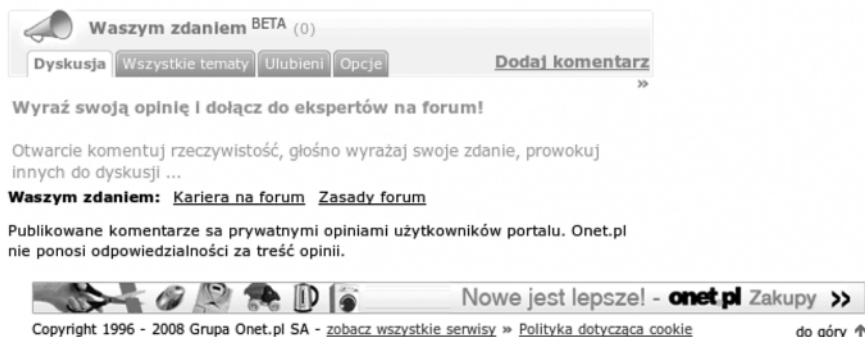 Waszym zdaniem BETA (0)
Dyskusja Wszystkie tematy Ulubieni Opcje Dodaj komentarz
»
Wyraź swoją opinię i dołącz do ekspertów na forum!
Otwarcie komentuj rzeczywistość, głośno wyrażaj swoje zdanie, prowokuj
innych do dyskusji ...
Waszym zdaniem: Kariera na forum Zasady forum
Publikowane komentarze sa prywatnymi opiniami użytkowników portalu. Onet.pl
nie ponosi odpowiedzialności za treść opinii.
Nowe jest lepsze! - onet.pl Zakupy »
Copyright 1996 - 2008 Grupa Onet.pl SA - zobacz wszystkie serwisy » Polityka dotycząca cookie do góry ↑